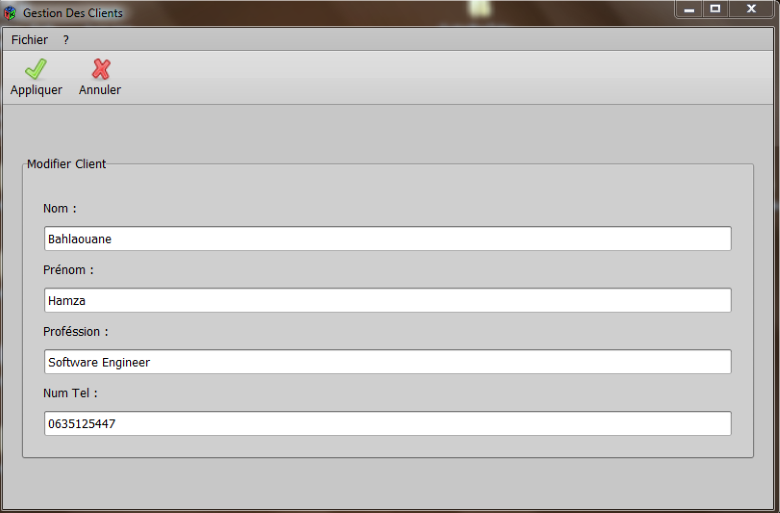 Gestion Des Clients
Fichier ?
Appliquer Annuler
Modifier Client
Nom :
Bahlaouane
Prénom :
Hamza
Proféssion :
Software Engineer
Num Tel :
0635125447